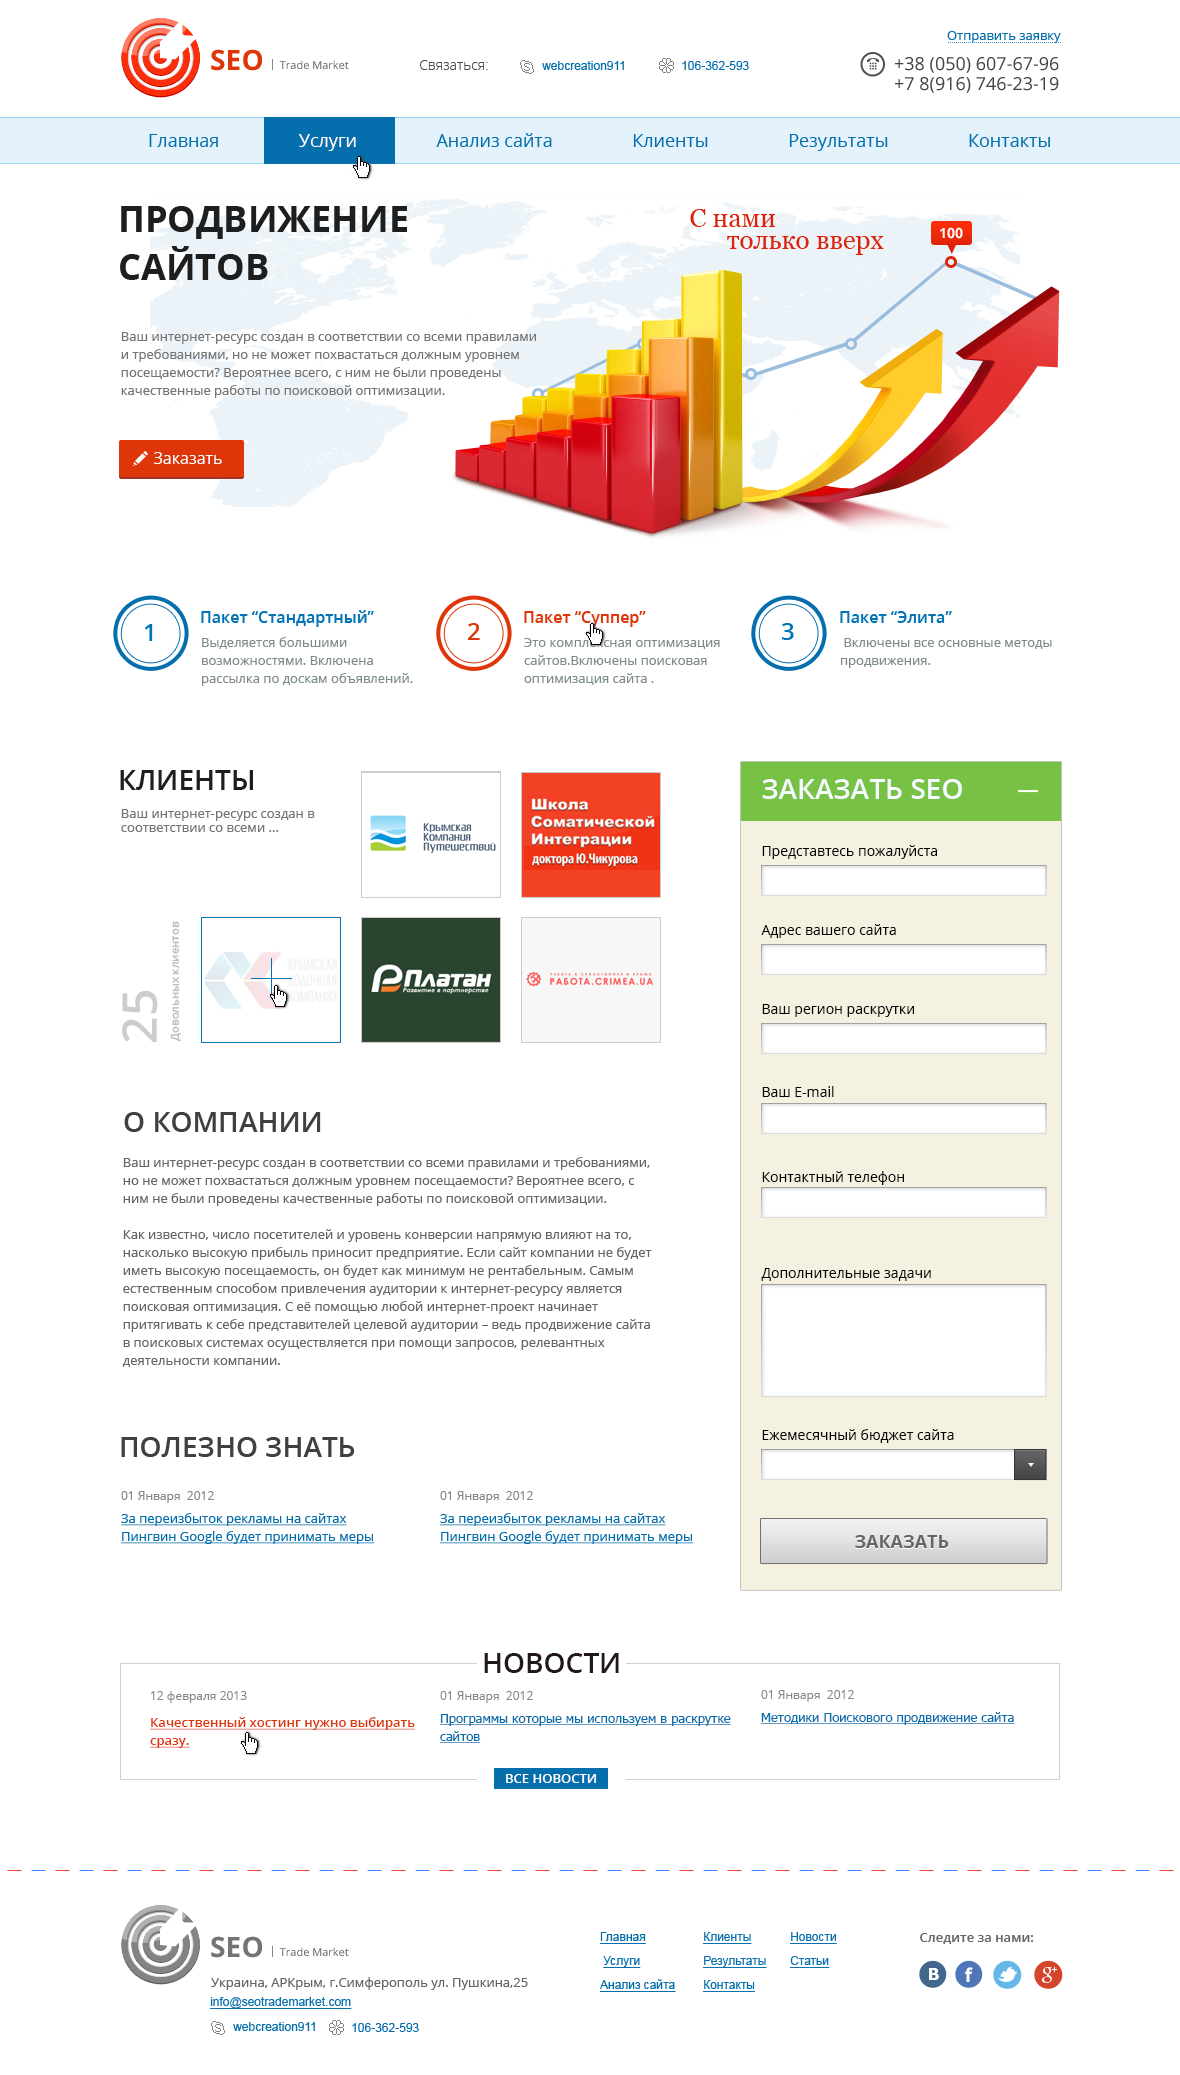 SEO | Trade Market
Связаться:
webcreation911
106-362-593
Отправить заявку
+38 (050) 607-67-96
+7 8(916) 746-23-19
Главная
Услуги
Анализ сайта
Клиенты
Результаты
Контакты
ПРОДВИЖЕНИЕ
САЙТОВ
С нами
только вверх
100
Ваш интернет-ресурс создан в соответствии со всеми правилами
и требованиями, но не может похвастаться должным уровнем
посещаемости? Вероятнее всего, с ним не были проведены
качественные работы по поисковой оптимизации.
Заказать
1
Пакет “Стандартный”
Выделяется большими
возможностями. Включена
рассылка по доскам объявлений.
2
Пакет “Суппер”
Это комплексная оптимизация
сайтов.Включены поисковая
оптимизация сайта .
3
Пакет “Элита”
Включены все основные методы
продвижения.
КЛИЕНТЫ
Ваш интернет-ресурс создан в
соответствии со всеми ...
Крымская
Компания
Путешествий
Школа
Соматической
Интеграции
доктора Ю.Чикурова
25
Довольных клиентов
КРЫМСКАЯ
ВОДОЧНАЯ
КОМПАНИЯ
Платан
Развитие в партнерстве
РАБОТА В СЕВАСТОПОЛЕ И КРЫМУ
РАБОТА.CRIMEA.UA
О КОМПАНИИ
Ваш интернет-ресурс создан в соответствии со всеми правилами и требованиями,
но не может похвастаться должным уровнем посещаемости? Вероятнее всего, с
ним не были проведены качественные работы по поисковой оптимизации.
Как известно, число посетителей и уровень конверсии напрямую влияют на то,
насколько высокую прибыль приносит предприятие. Если сайт компании не будет
иметь высокую посещаемость, он будет как минимум не рентабельным. Самым
естественным способом привлечения аудитории к интернет-ресурсу является
поисковая оптимизация. С её помощью любой интернет-проект начинает
притягивать к себе представителей целевой аудитории – ведь продвижение сайта
в поисковых системах осуществляется при помощи запросов, релевантных
деятельности компании.
ПОЛЕЗНО ЗНАТЬ
01 Января 2012
За переизбыток рекламы на сайтах
Пингвин Google будет принимать меры
01 Января 2012
За переизбыток рекламы на сайтах
Пингвин Google будет принимать меры
ЗАКАЗАТЬ SEO
Представтесь пожалуйста
Адрес вашего сайта
Ваш регион раскрутки
Ваш E-mail
Контактный телефон
Дополнительные задачи
Ежемесячный бюджет сайта
ЗАКАЗАТЬ
НОВОСТИ
12 февраля 2013
Качественный хостинг нужно выбирать
сразу.
01 Января 2012
Программы которые мы используем в раскрутке
сайтов
01 Января 2012
Методики Поискового продвижение сайта
ВСЕ НОВОСТИ
SEO | Trade Market
Украина, АРКрым, г.Симферополь ул. Пушкина,25
info@seotrademarket.com
webcreation911
106-362-593
Главная
Услуги
Анализ сайта
Клиенты
Результаты
Контакты
Новости
Статьи
Следите за нами:
В
f
g+